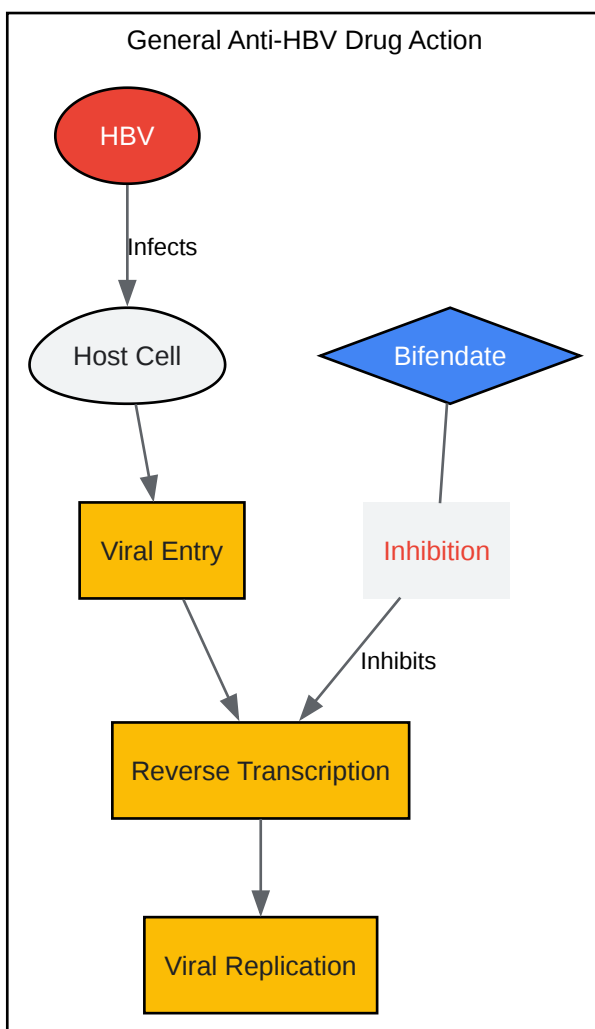 General Anti-HBV Drug Action
HBV
Infects
Host Cell
Bifendate
Viral Entry
Inhibition
Inhibits
Reverse Transcription
Viral Replication